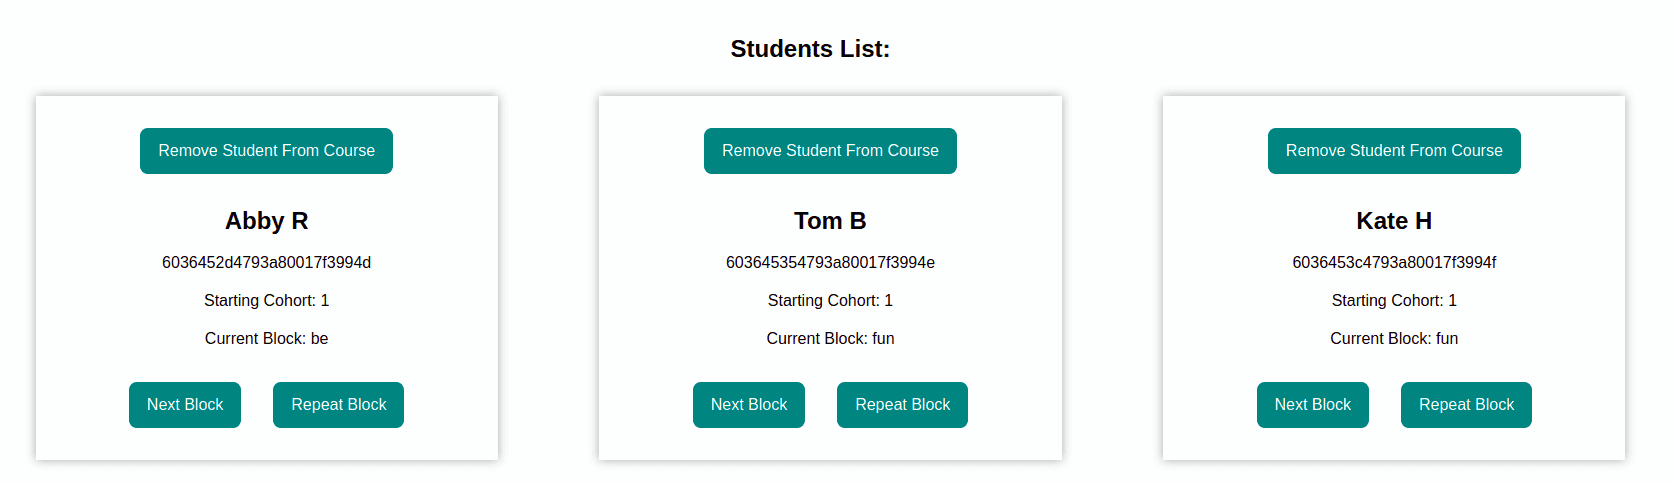 Students List:
Remove Student From Course
Abby R
6036452d4793a80017f3994d
Starting Cohort: 1
Current Block: be
Next Block Repeat Block
Remove Student From Course
Tom B
603645354793a80017f3994e
Starting Cohort: 1
Current Block: fun
Next Block Repeat Block
Remove Student From Course
Kate H
6036453c4793a80017f3994f
Starting Cohort: 1
Current Block: fun
Next Block Repeat Block